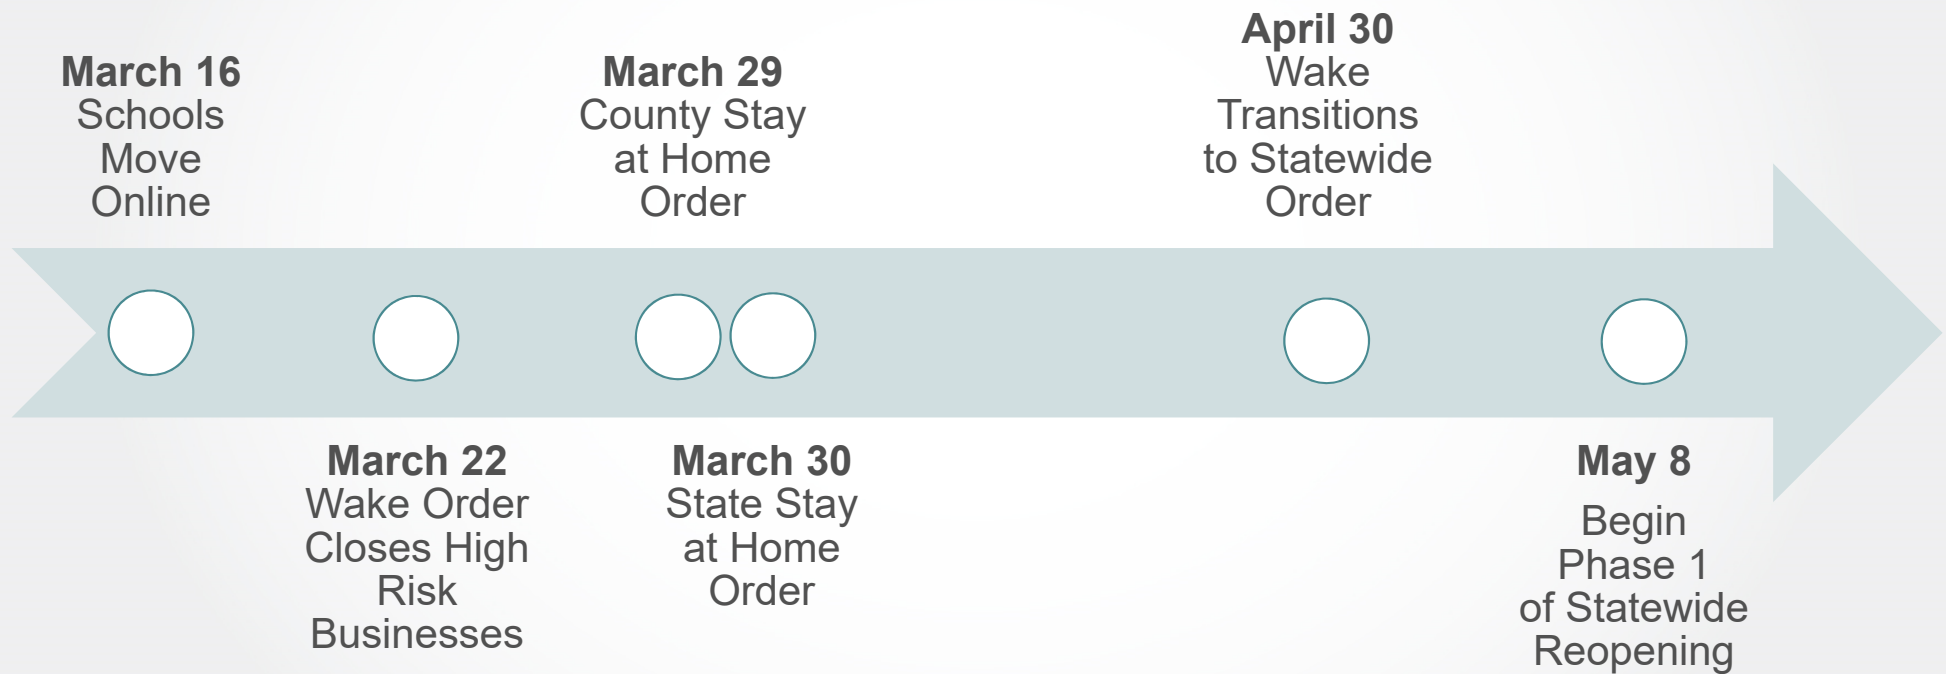 March 16
Schools
Move
Online
March 22
Wake Order
Closes High
Risk
Businesses
March 29
County Stay
at Home
Order
March 30
State Stay
at Home
Order
April 30
Wake
Transitions
to Statewide
Order
May 8
Begin
Phase 1
of Statewide
Reopening